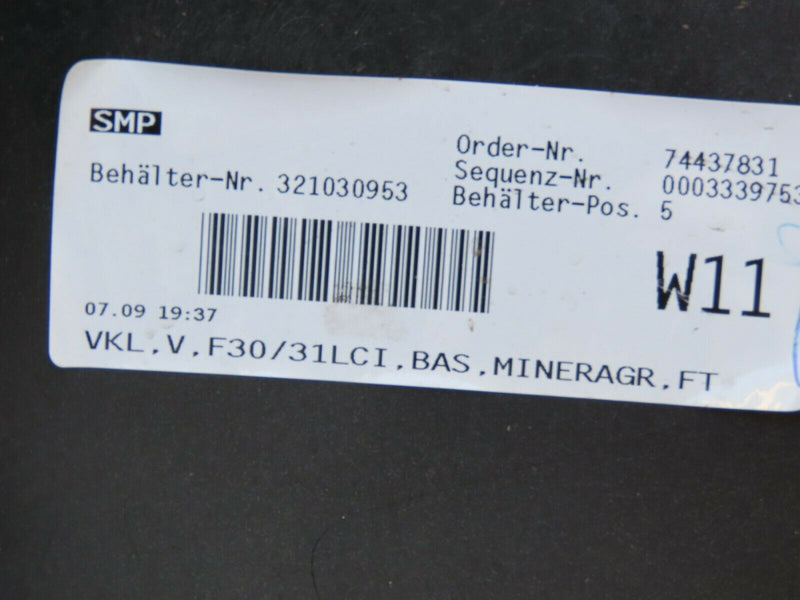 SMP
Order-Nr. 74437831
Behälter-Nr. 321030953
Sequenz-Nr. 0003339753
Behälter-Pos. 5
W11
07.09 19:37
VKL,V,F30/31LCI,BAS,MINERAGR,FT